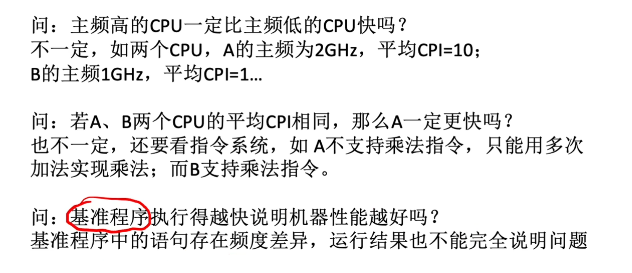 问：主频高的CPU一定比主频低的CPU快吗？
不一定，如两个CPU，A的主频为2GHz，平均CPI=10；
B的主频1GHz，平均CPI=1…
问：若A、B两个CPU的平均CPI相同，那么A一定更快吗？
也不一定，还要看指令系统，如 A不支持乘法指令，只能用多次
加法实现乘法；而B支持乘法指令。
问：基准程序执行得越快说明机器性能越好吗？
基准程序中的语句存在频度差异，运行结果也不能完全说明问题